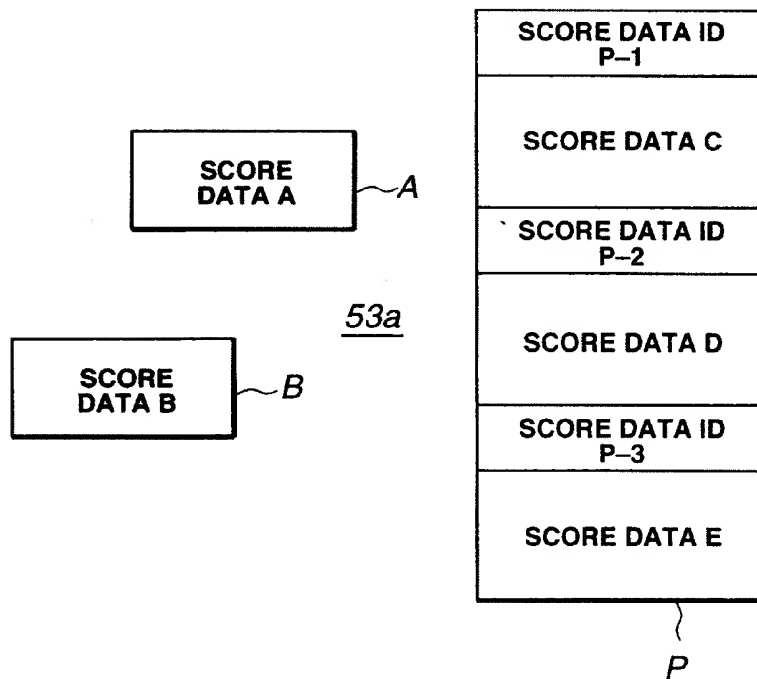 SCORE DATA ID
P–1
SCORE DATA C
SCORE
DATA A
A
SCORE DATA ID
P–2
53a
SCORE DATA D
SCORE
DATA B
B
SCORE DATA ID
P–3
SCORE DATA E
P